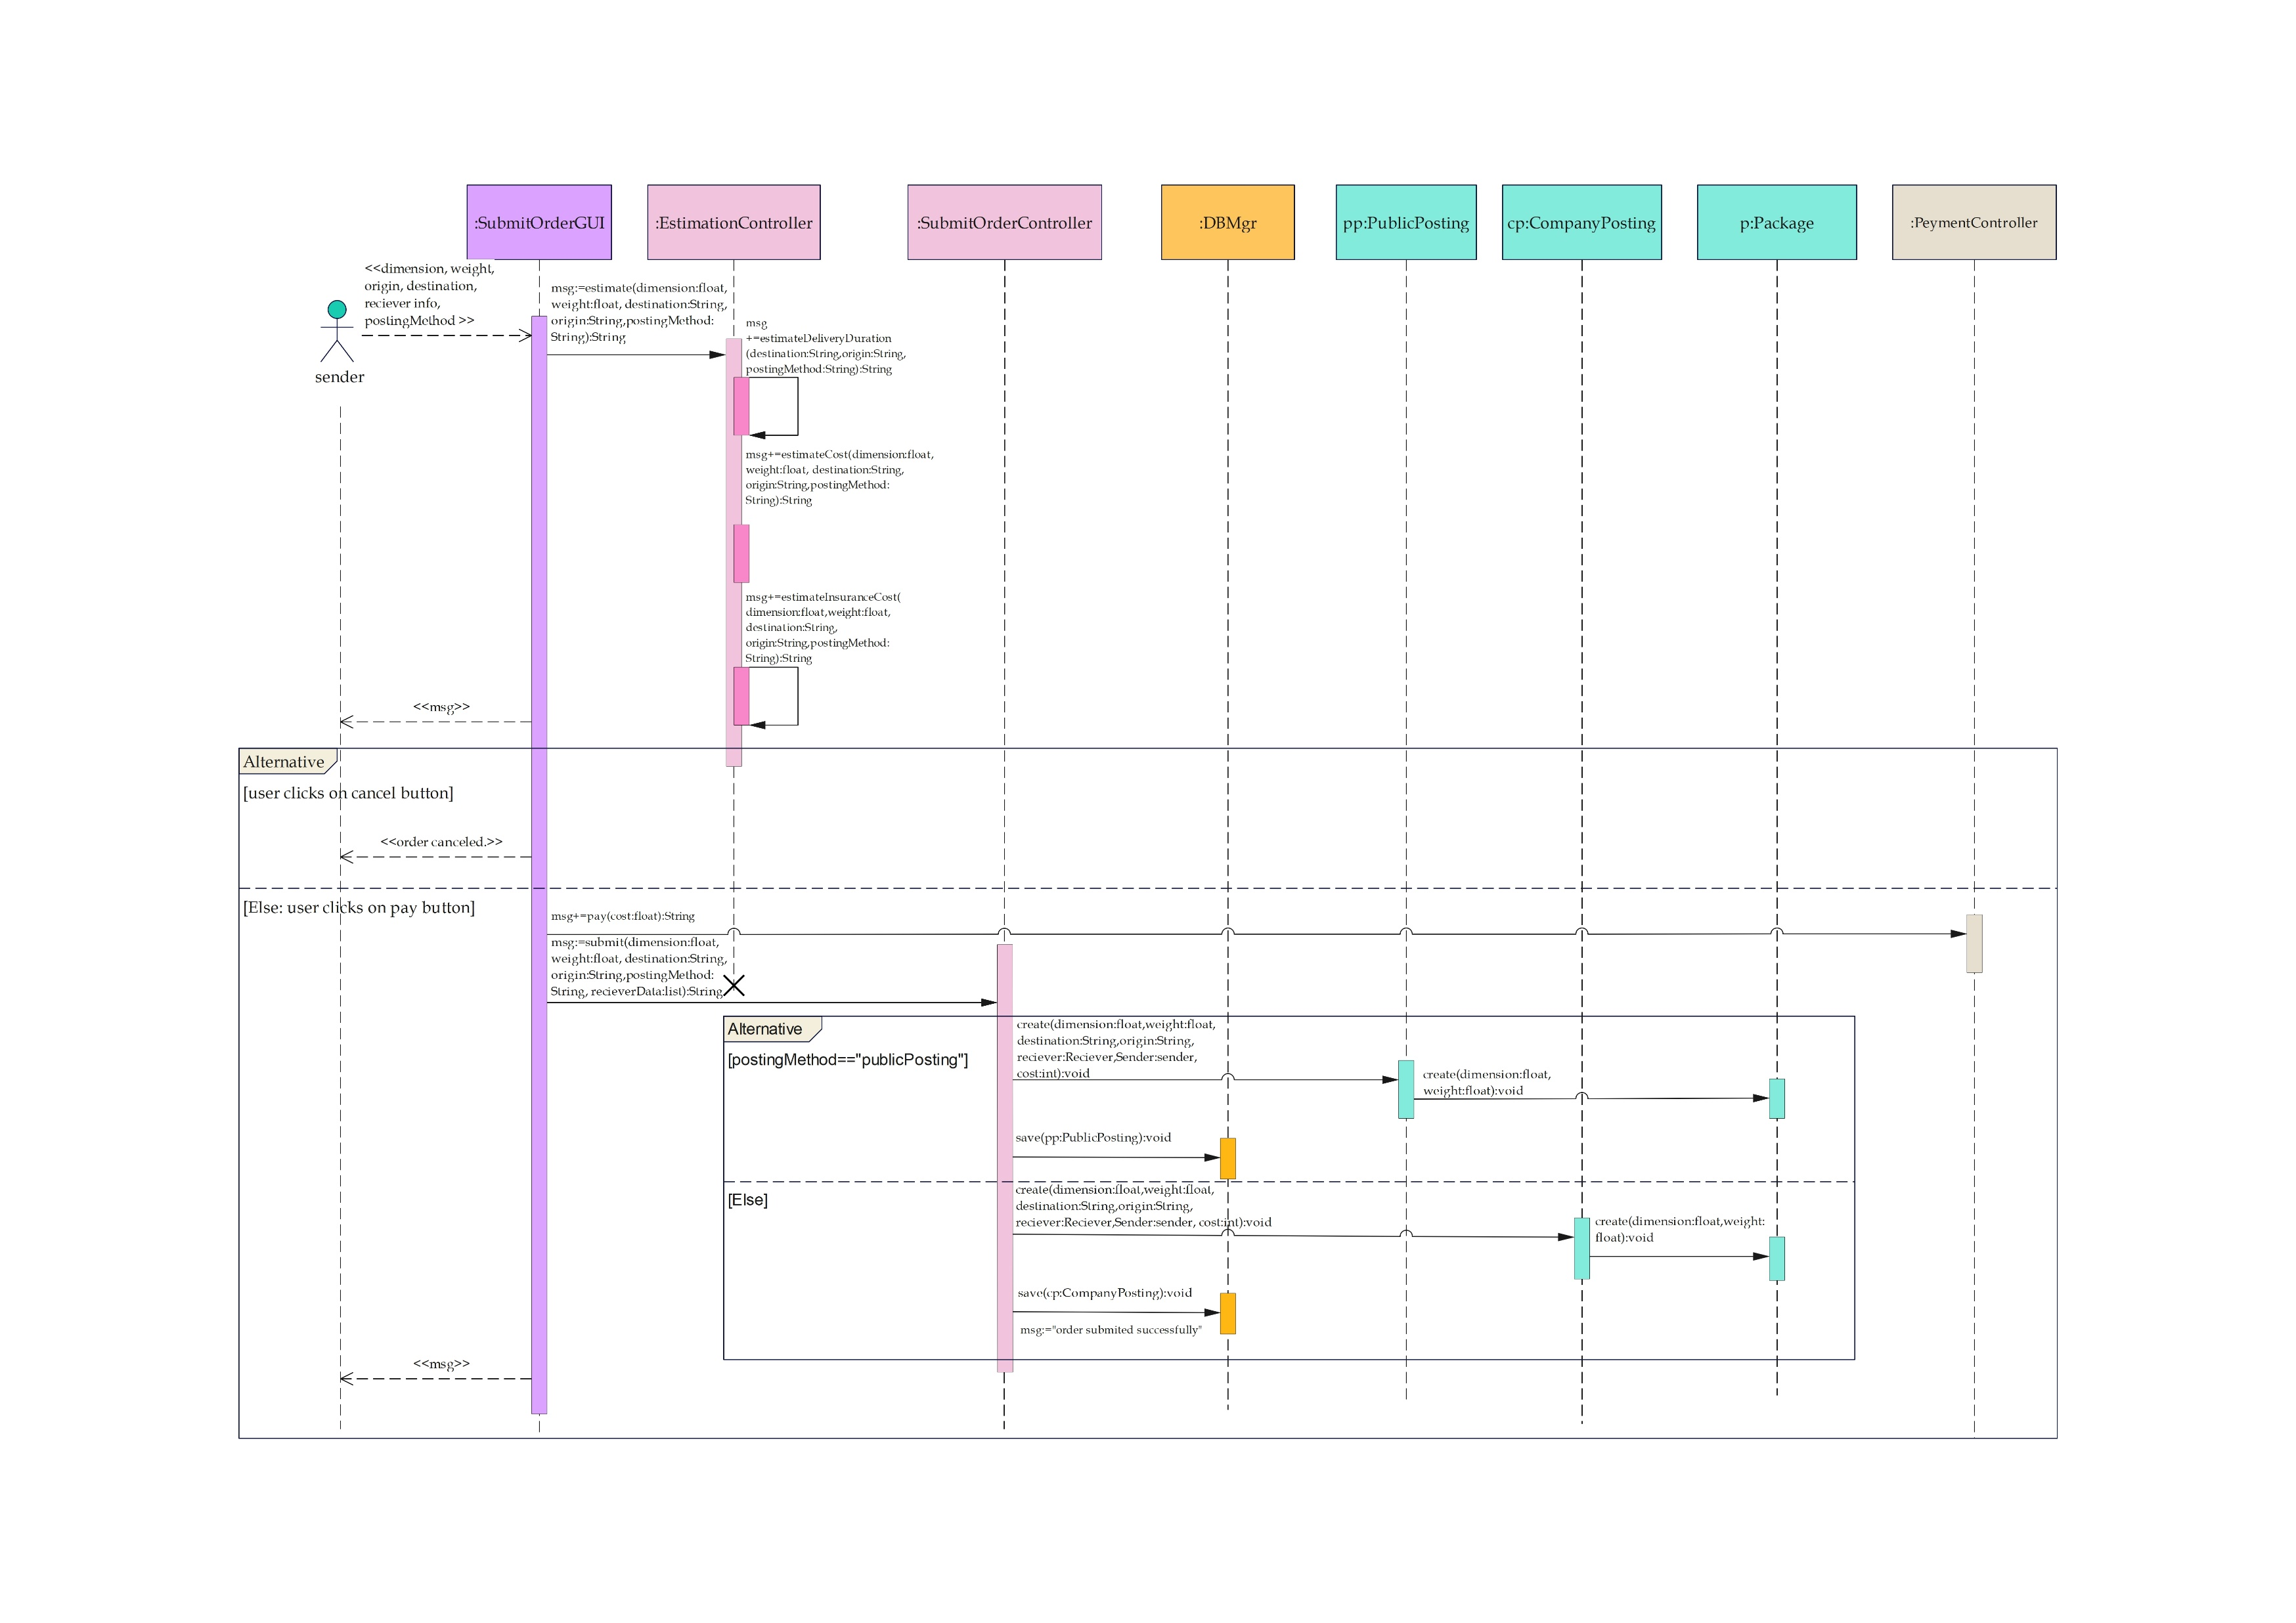 :SubmitOrderGUI
:EstimationController
:SubmitOrderController
:DBMgr
pp:PublicPosting
cp:CompanyPosting
p:Package
:PeymentController
<<dimension, weight,
origin, destination,
reciever info,
postingMethod >>
sender
msg:=estimate(dimension:float,
weight:float, destination:String,
origin:String,postingMethod:
String):String
msg
+=estimateDeliveryDuration
(destination:String,origin:String,
postingMethod:String):String
msg+=estimateCost(dimension:float,
weight:float, destination:String,
origin:String,postingMethod:
String):String
msg+=estimateInsuranceCost(
dimension:float,weight:float,
destination:String,
origin:String,postingMethod:
String):String
<<msg>>
Alternative
[user clicks on cancel button]
<<order canceled.>>
[Else: user clicks on pay button]
msg+=pay(cost:float):String
msg:=submit(dimension:float,
weight:float, destination:String,
origin:String,postingMethod:
String, recieverData:list):String
Alternative
[postingMethod=="publicPosting"]
create(dimension:float,weight:float,
destination:String,origin:String,
reciever:Reciever,Sender:sender,
cost:int):void
create(dimension:float,
weight:float):void
save(pp:PublicPosting):void
[Else]
create(dimension:float,weight:float,
destination:String,origin:String,
reciever:Reciever,Sender:sender, cost:int):void
create(dimension:float,weight:
float):void
save(cp:CompanyPosting):void
msg:="order submited successfully"
<<msg>>